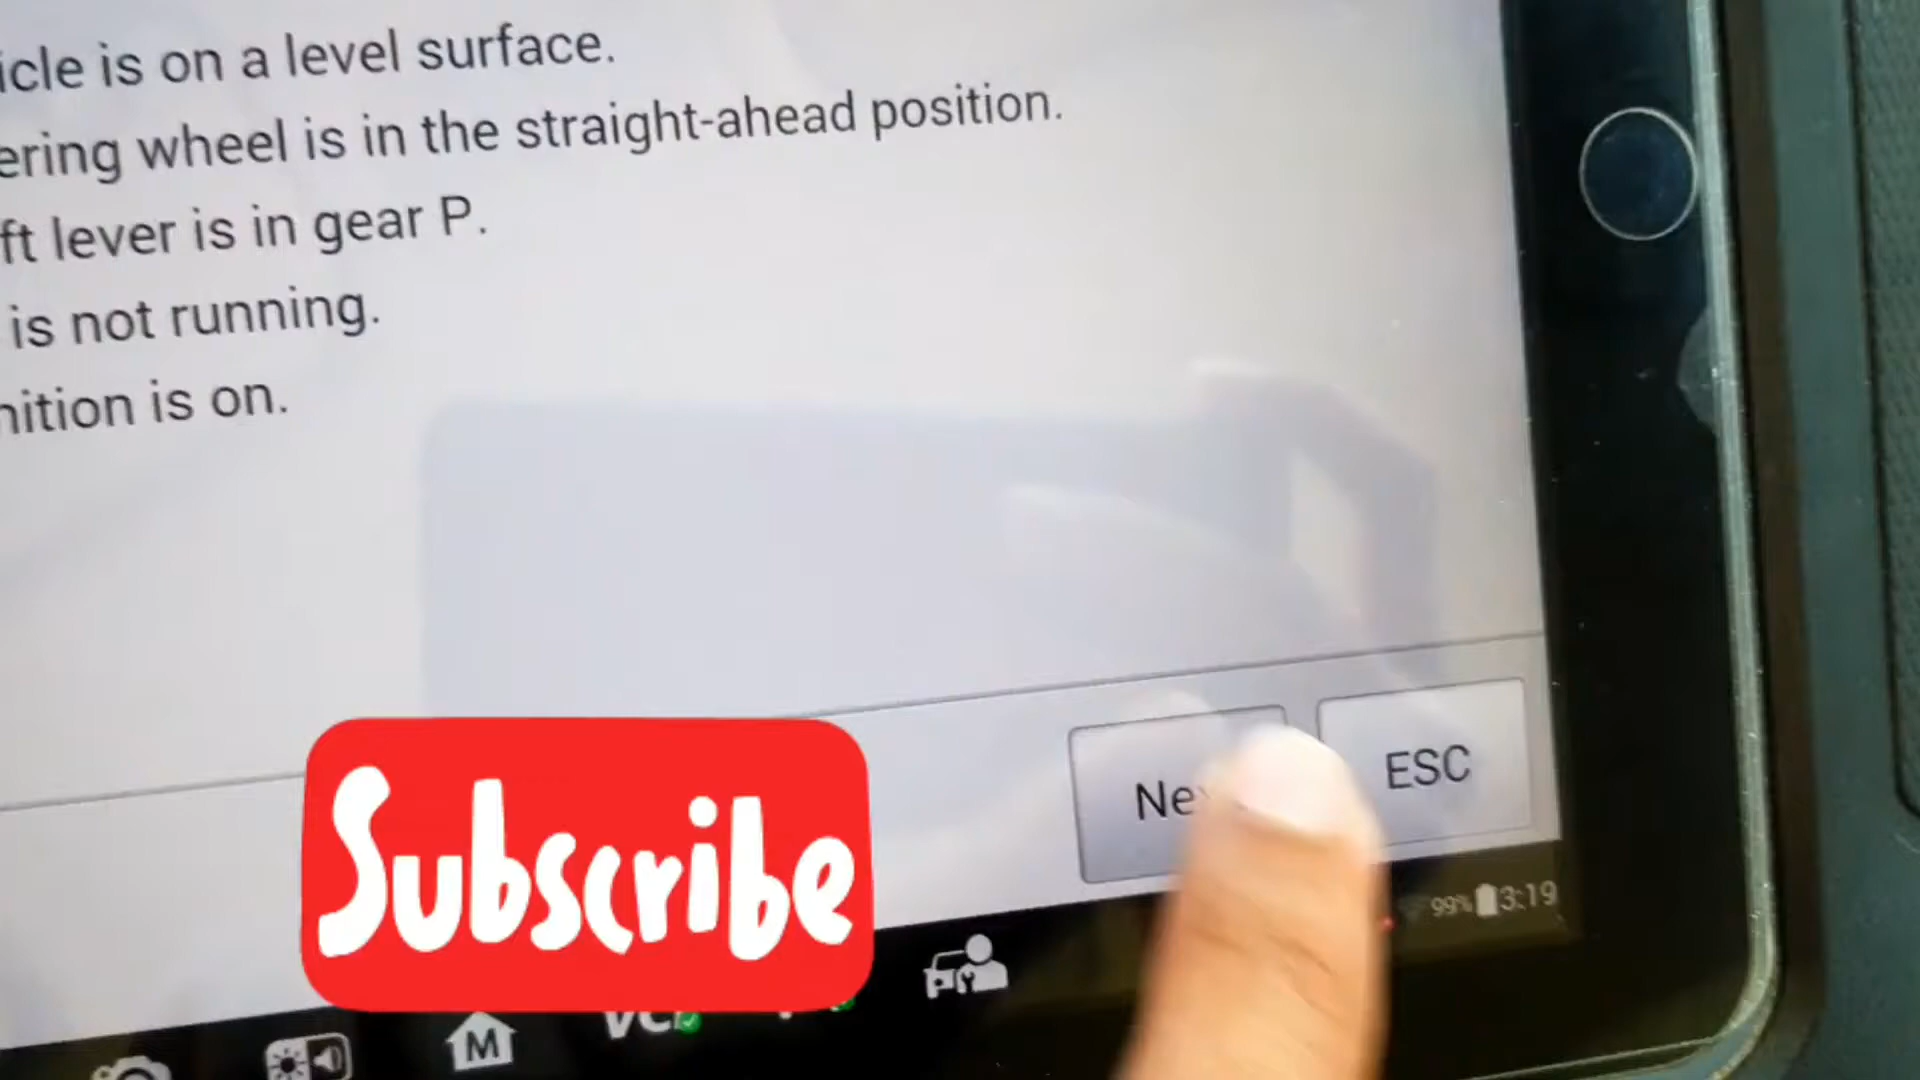 icle is on a level surface.
ering wheel is in the straight-ahead position.
ft lever is in gear P.
is not running.
nition is on.
Ne
ESC
Subscribe
99% 3:19
M
VCI